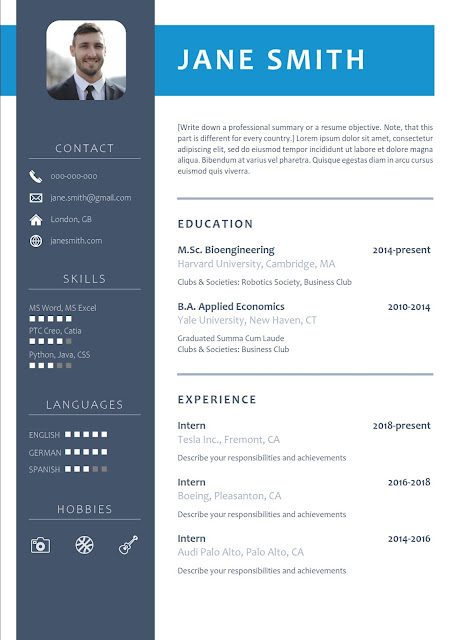 JANE SMITH
CONTACT
000-000-000
jane.smith@gmail.com
London, GB
janesmith.com
SKILLS
MS Word, MS Excel
PTC Creo, Catia
Python, Java, CSS
LANGUAGES
ENGLISH
GERMAN
SPANISH
HOBBIES
[Write down a professional summary or a resume objective. Note, that this
part is different for every country.] Lorem ipsum dolor sit amet, consectetur
adipiscing elit, sed do eiusmod tempor incididunt ut labore et dolore magna
aliqua. Bibendum at varius vel pharetra. Quisque egestas diam in arcu cursus
euismod quis viverra.
EDUCATION
M.Sc. Bioengineering 2014-present
Harvard University, Cambridge, MA
Clubs & Societies: Robotics Society, Business Club
B.A. Applied Economics 2010-2014
Yale University, New Haven, CT
Graduated Summa Cum Laude
Clubs & Societies: Business Club
EXPERIENCE
Intern 2018-present
Tesla Inc., Fremont, CA
Describe your responsibilities and achievements
Intern 2016-2018
Boeing, Pleasanton, CA
Describe your responsibilities and achievements
Intern 2014-2016
Audi Palo Alto, Palo Alto, CA
Describe your responsibilities and achievements